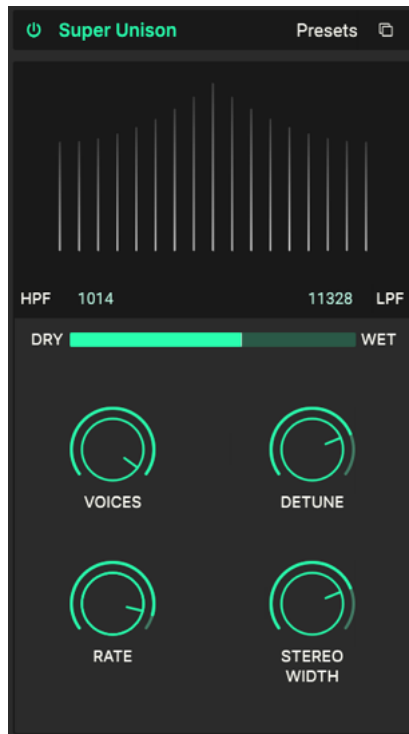 Super Unison Presets
HPF 1014 11328 LPF
DRY WET
VOICES DETUNE
RATE STEREO
WIDTH